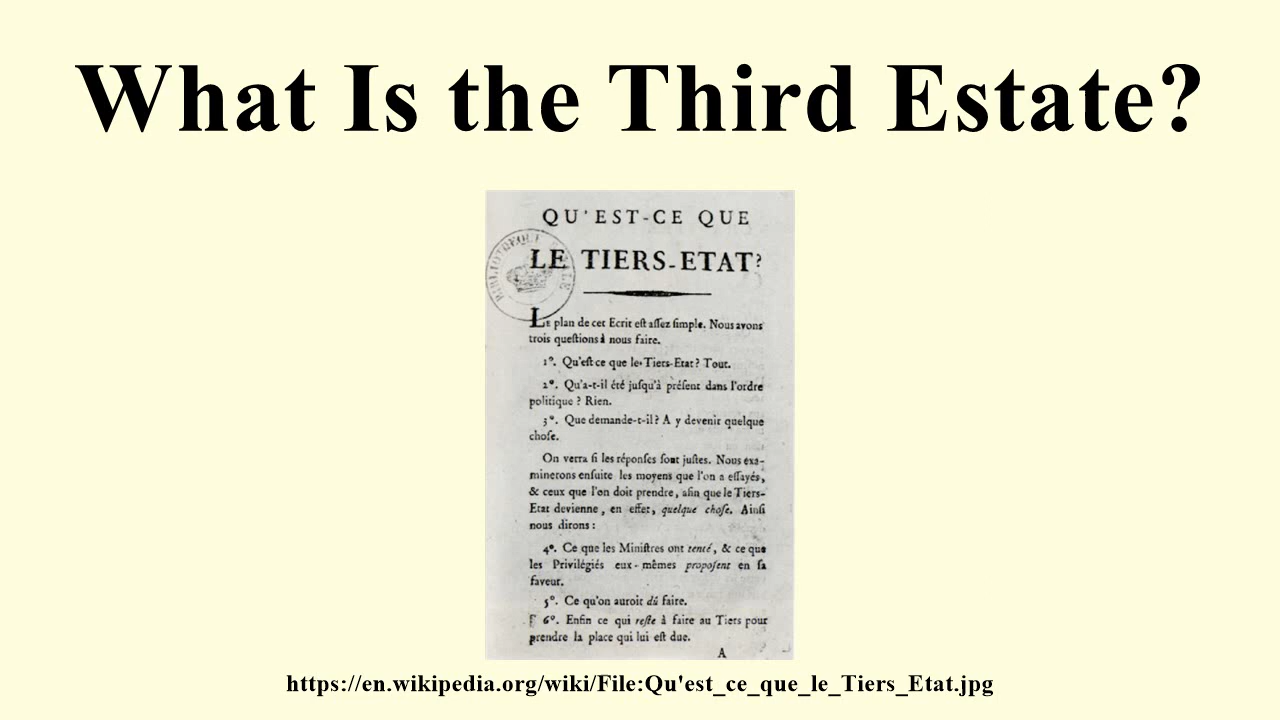 What Is the Third Estate?
QU'EST-CE QUE
LE TIERS-ETAT?
LE plan de cet Ecrit eſt aſſez ſimple. Nous avons
trois queſtions à nous faire.
1°. Qu'eſt ce que le Tiers-Etat? Tout.
2°. Qu'a-t-il été juſqu'à préſent dans l'ordre
politique? Rien.
3°. Que demande-t-il? A y devenir quelque
choſe.
On verra ſi les réponſes ſont juſtes. Nous exa-
minerons enſuite les moyens que l'on a eſſayés,
& ceux que l'on doit prendre, afin que le Tiers-
Etat devienne, en effet, quelque choſe. Ainſi
nous dirons:
4°. Ce que les Miniſtres ont tenté, & ce que
les Privilégiés eux-mêmes propoſent en ſa
faveur.
5°. Ce qu'on auroit dû faire.
6°. Enfin ce qui reſte à faire au Tiers pour
prendre la place qui lui eſt due.
A
https://en.wikipedia.org/wiki/File:Qu'est_ce_que_le_Tiers_Etat.jpg